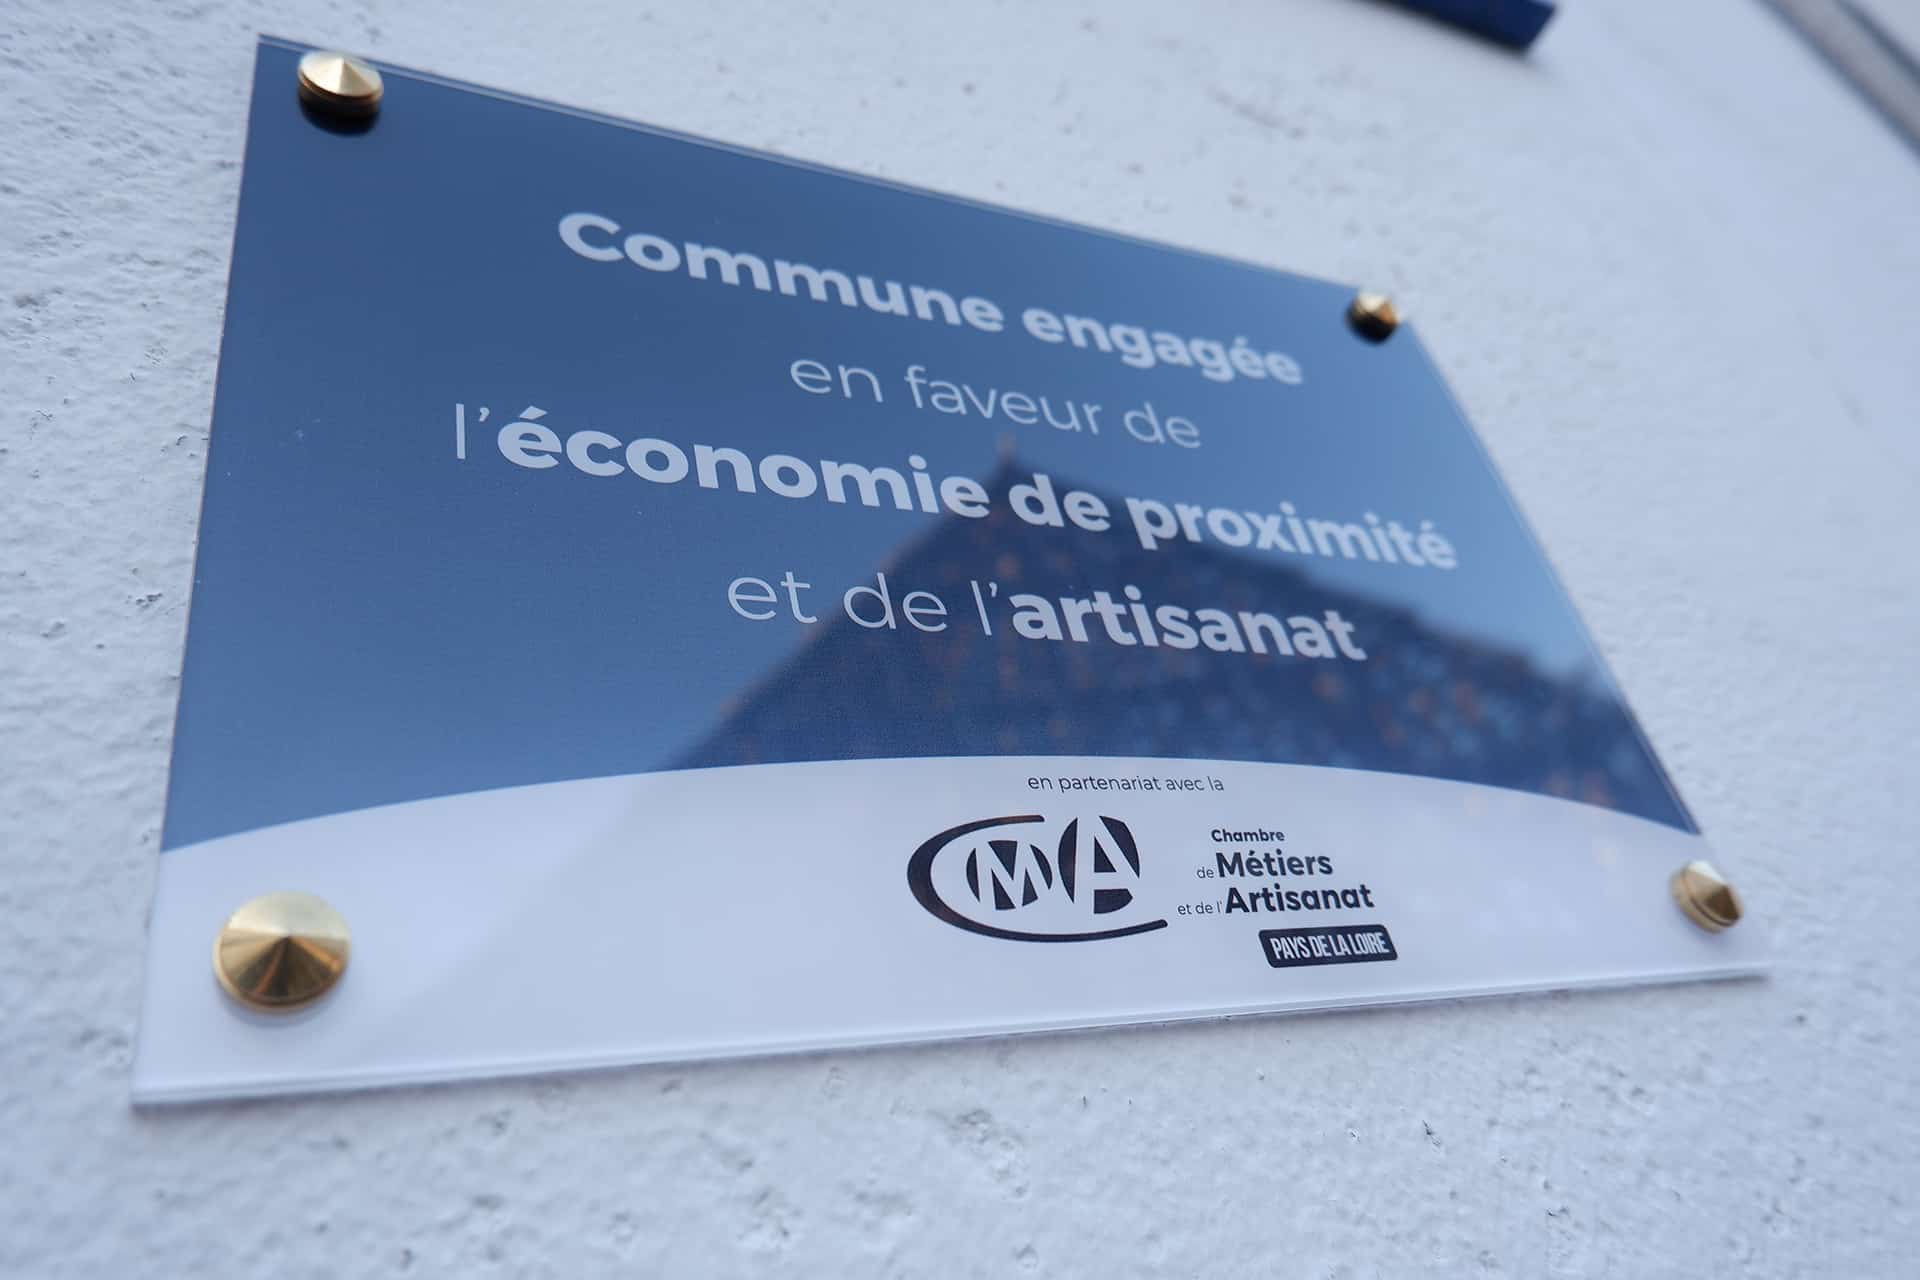 Commune engagée
en faveur de
l'économie de proximité
et de l'artisanat
en partenariat avec la
CMA
Chambre
de Métiers
et de l'Artisanat
PAYS DE LA LOIRE